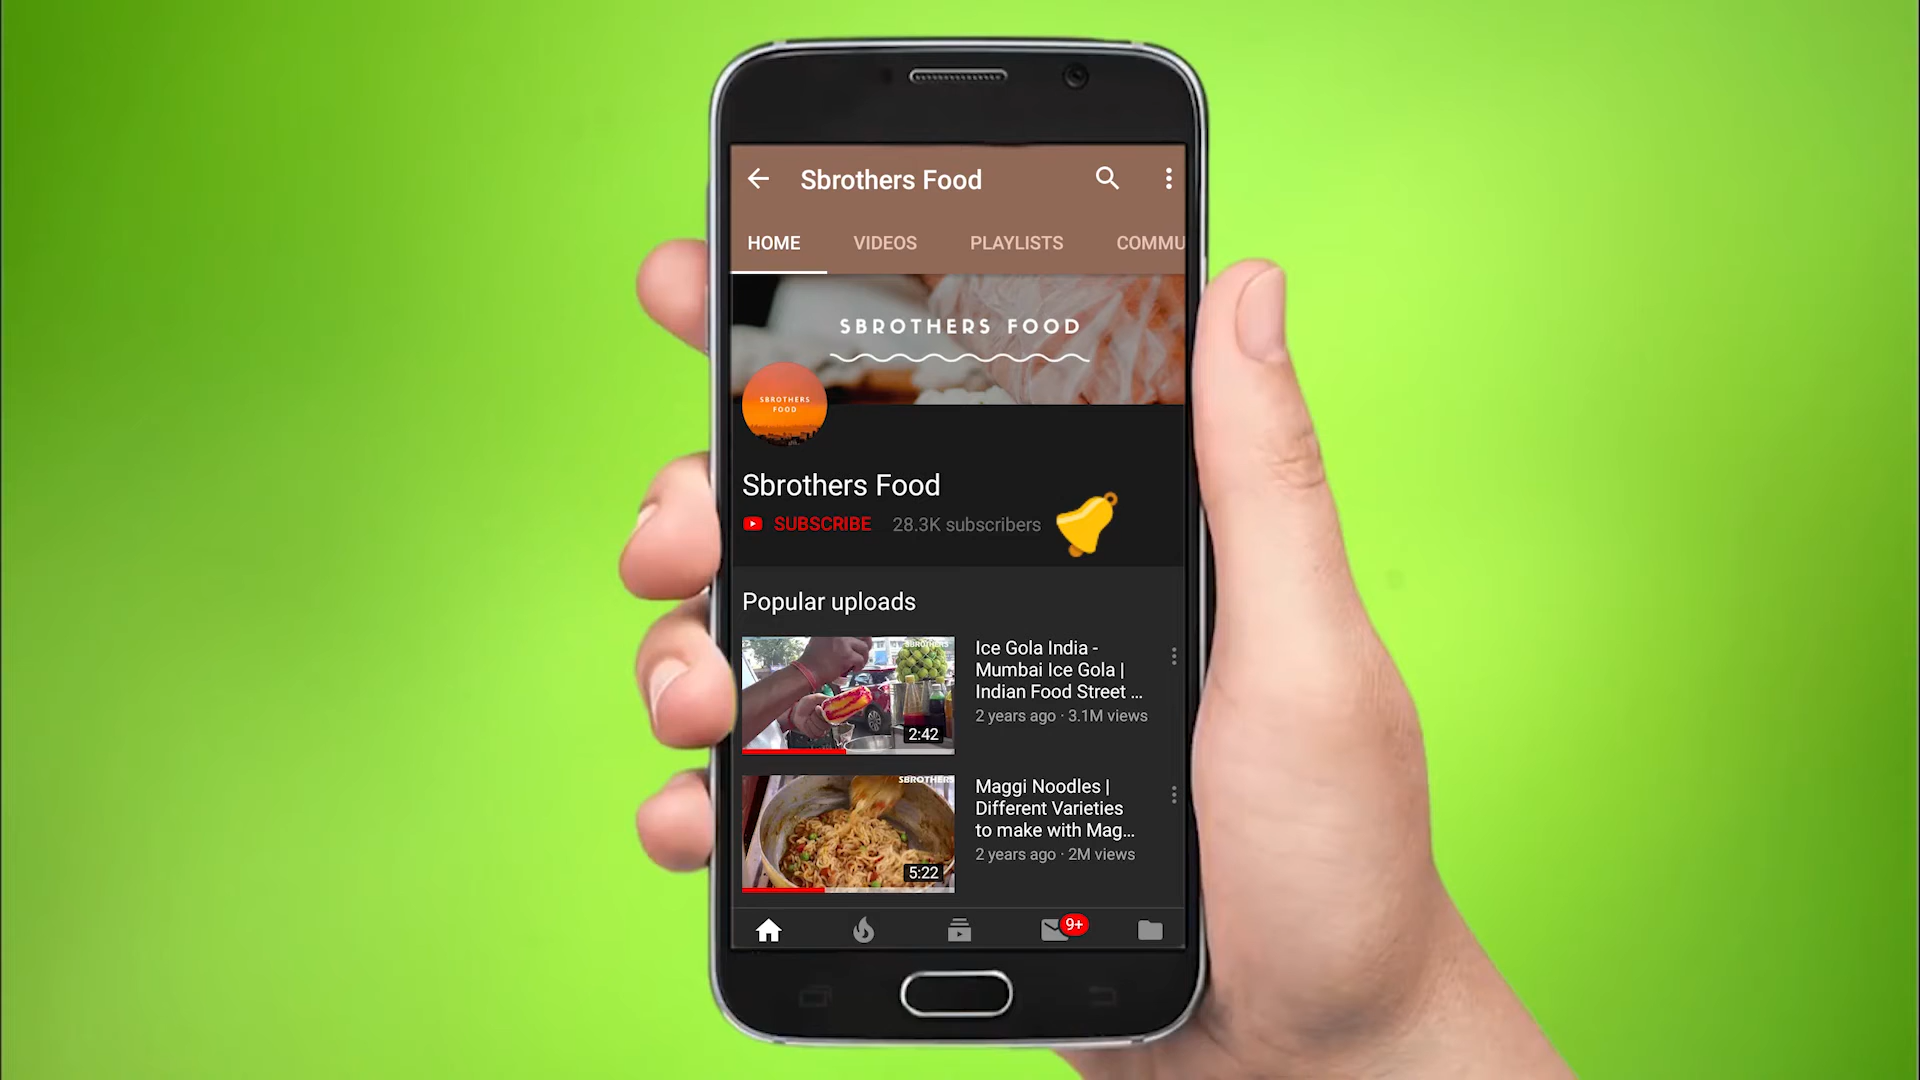 Sbrothers Food
HOME VIDEOS PLAYLISTS COMMU
SBROTHERS FOOD
SBROTHERS
FOOD
Sbrothers Food
SUBSCRIBE 28.3K subscribers
Popular uploads
SBROTHERS
2:42
Ice Gola India -
Mumbai Ice Gola |
Indian Food Street ...
2 years ago · 3.1M views
SBROTHERS
5:22
Maggi Noodles |
Different Varieties
to make with Mag...
2 years ago · 2M views
9+